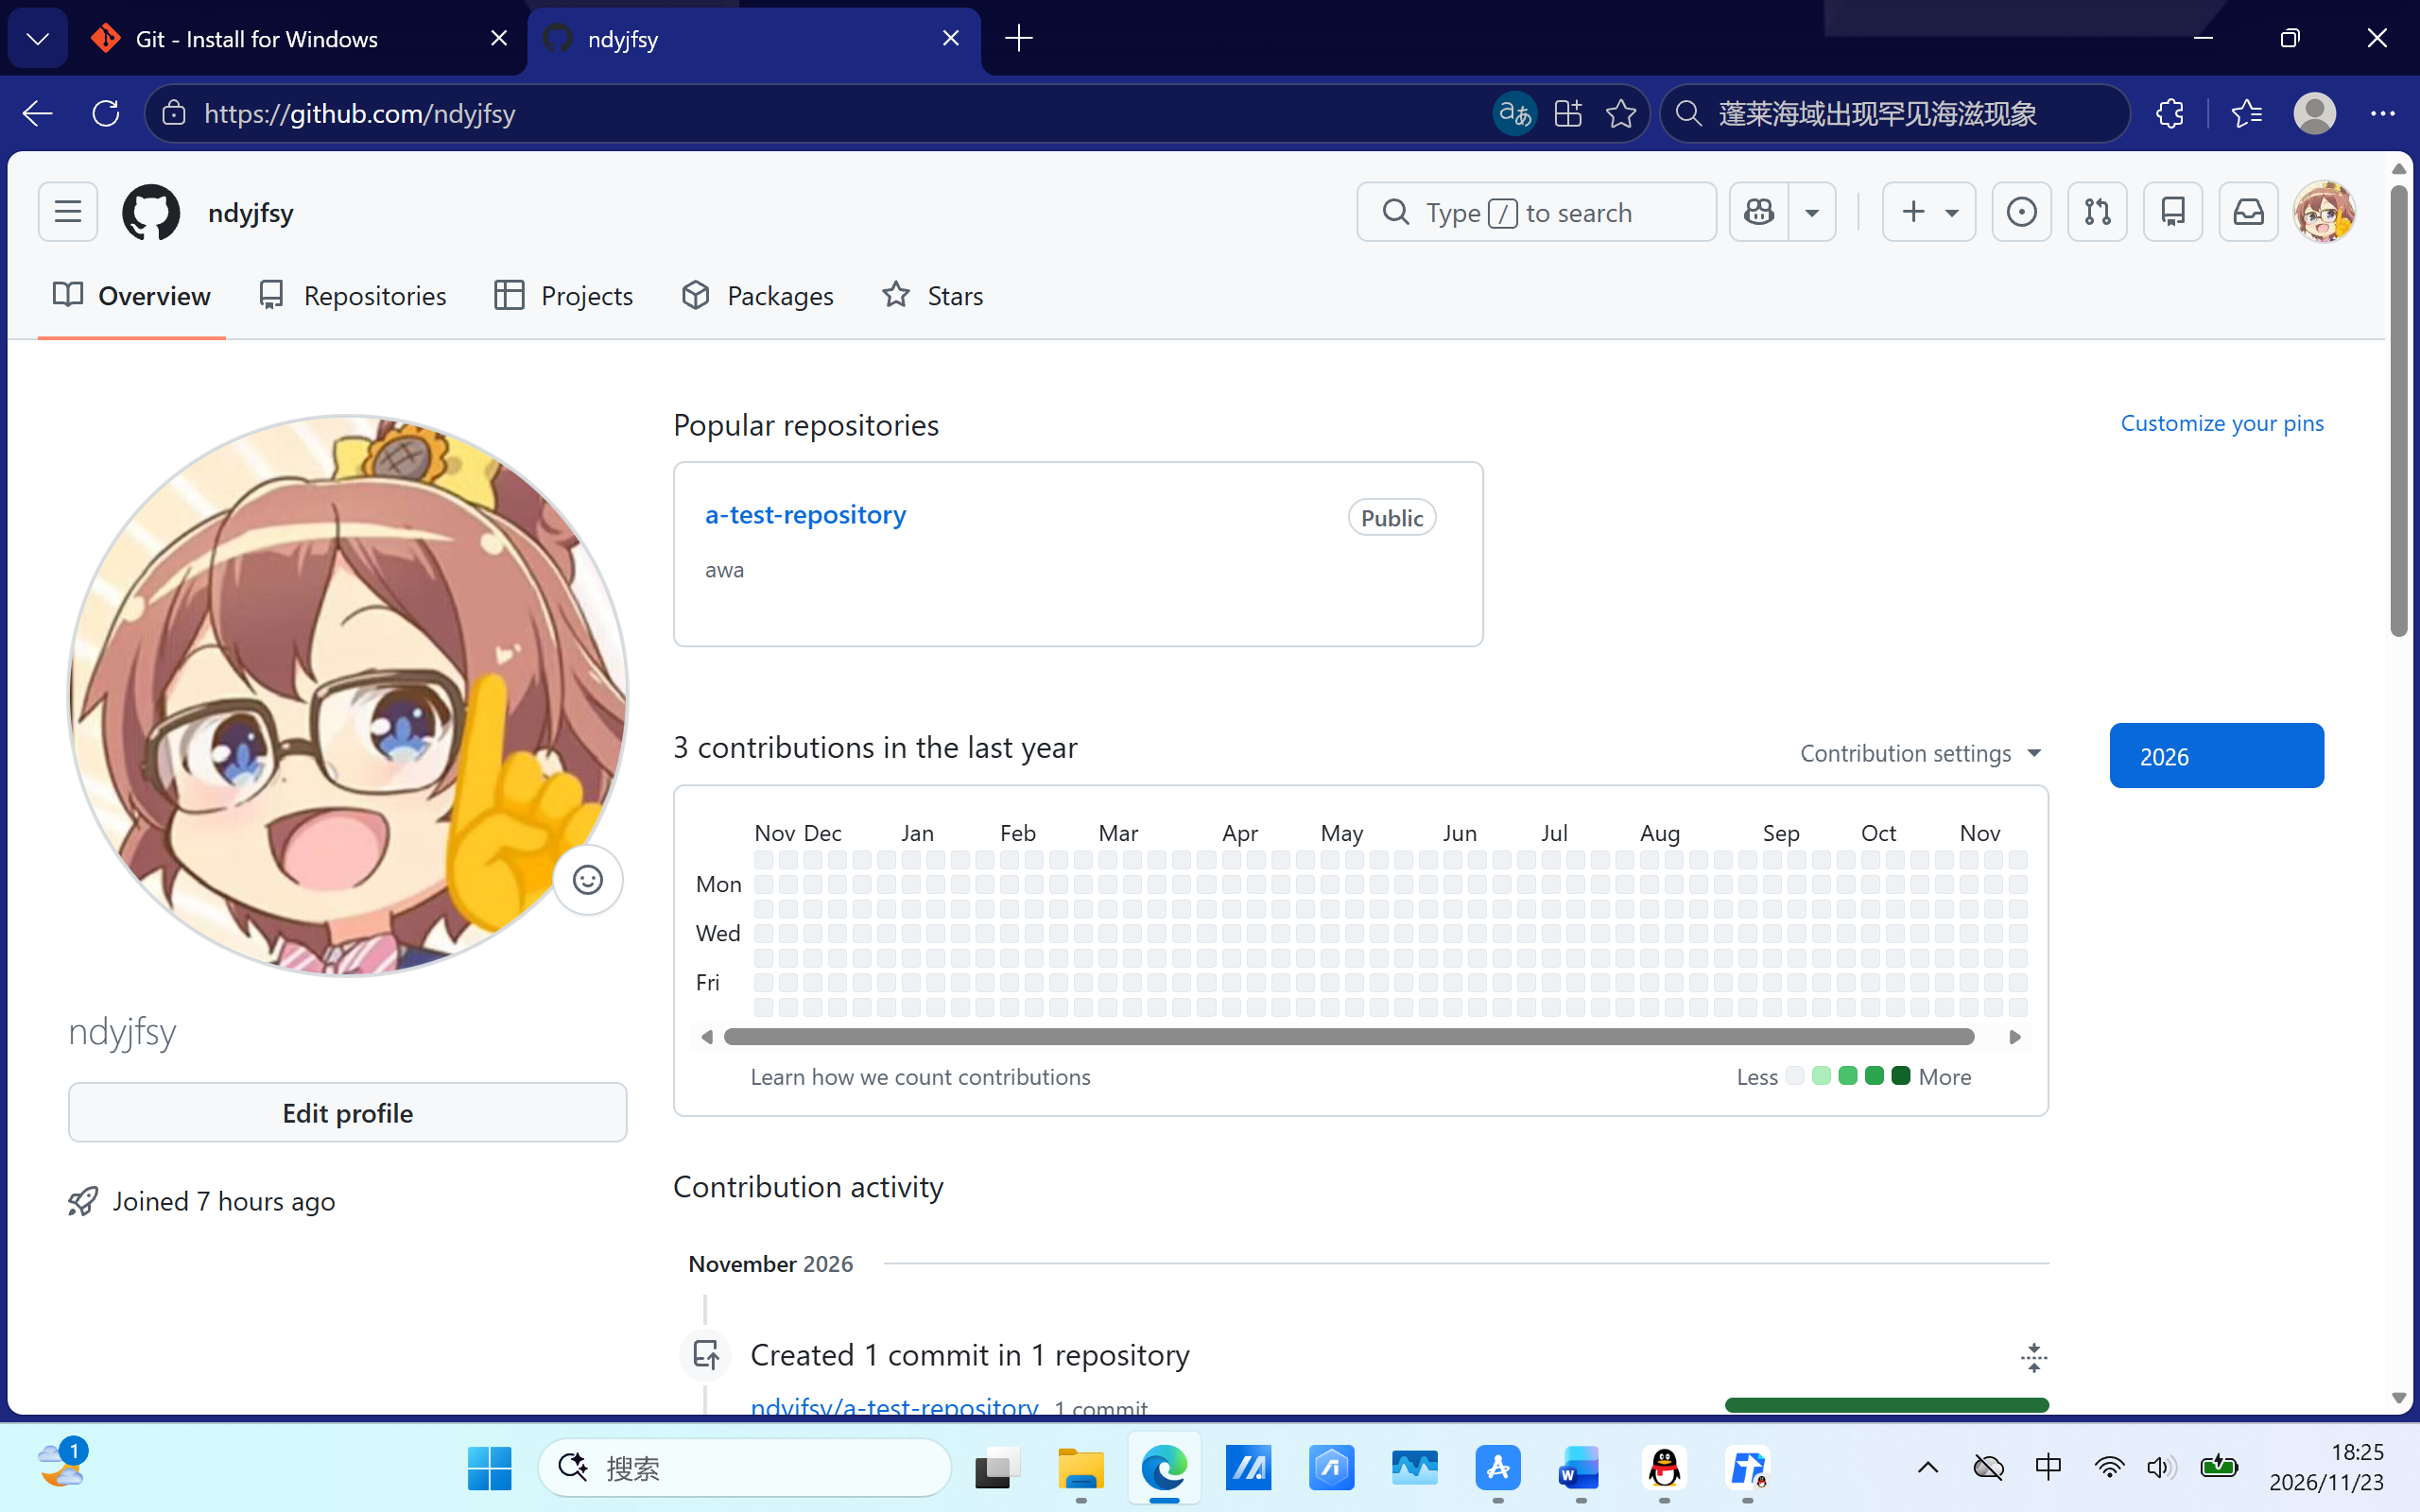 Git - Install for Windows
ndyjfsy
https://github.com/ndyjfsy
aあ
蓬莱海域出现罕见海滋现象
ndyjfsy
Type / to search
Overview
Repositories
Projects
Packages
Stars
Popular repositories
Customize your pins
a-test-repository
Public
awa
3 contributions in the last year
Contribution settings
2026
Nov Dec Jan Feb Mar Apr May Jun Jul Aug Sep Oct Nov
Mon
Wed
Fri
Learn how we count contributions
Less More
ndyjfsy
Edit profile
Joined 7 hours ago
Contribution activity
November 2026
Created 1 commit in 1 repository
ndyjfsy/a-test-repository 1 commit
1
搜索
W
中
18:25
2026/11/23